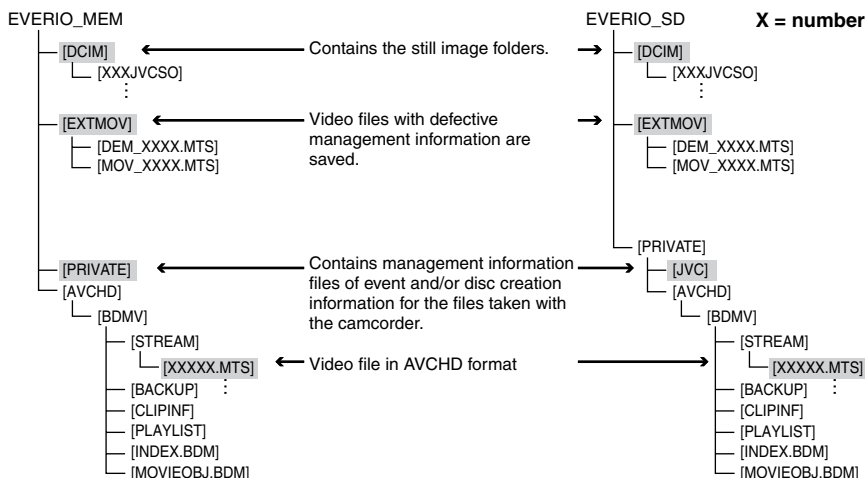 EVERIO_MEM
[DCIM]
[XXXJVCSO]
[EXTMOV]
[DEM_XXXX.MTS]
[MOV_XXXX.MTS]
[PRIVATE]
[AVCHD]
[BDMV]
[STREAM]
[XXXXX.MTS]
[BACKUP]
[CLIPINF]
[PLAYLIST]
[INDEX.BDM]
[MOVIEOBJ.BDM]
Contains the still image folders.
Video files with defective
management information are
saved.
Contains management information
files of event and/or disc creation
information for the files taken with
the camcorder.
Video file in AVCHD format
EVERIO_SD
X = number
[DCIM]
[XXXJVCSO]
[EXTMOV]
[DEM_XXXX.MTS]
[MOV_XXXX.MTS]
[PRIVATE]
[JVC]
[AVCHD]
[BDMV]
[STREAM]
[XXXXX.MTS]
[BACKUP]
[CLIPINF]
[PLAYLIST]
[INDEX.BDM]
[MOVIEOBJ.BDM]